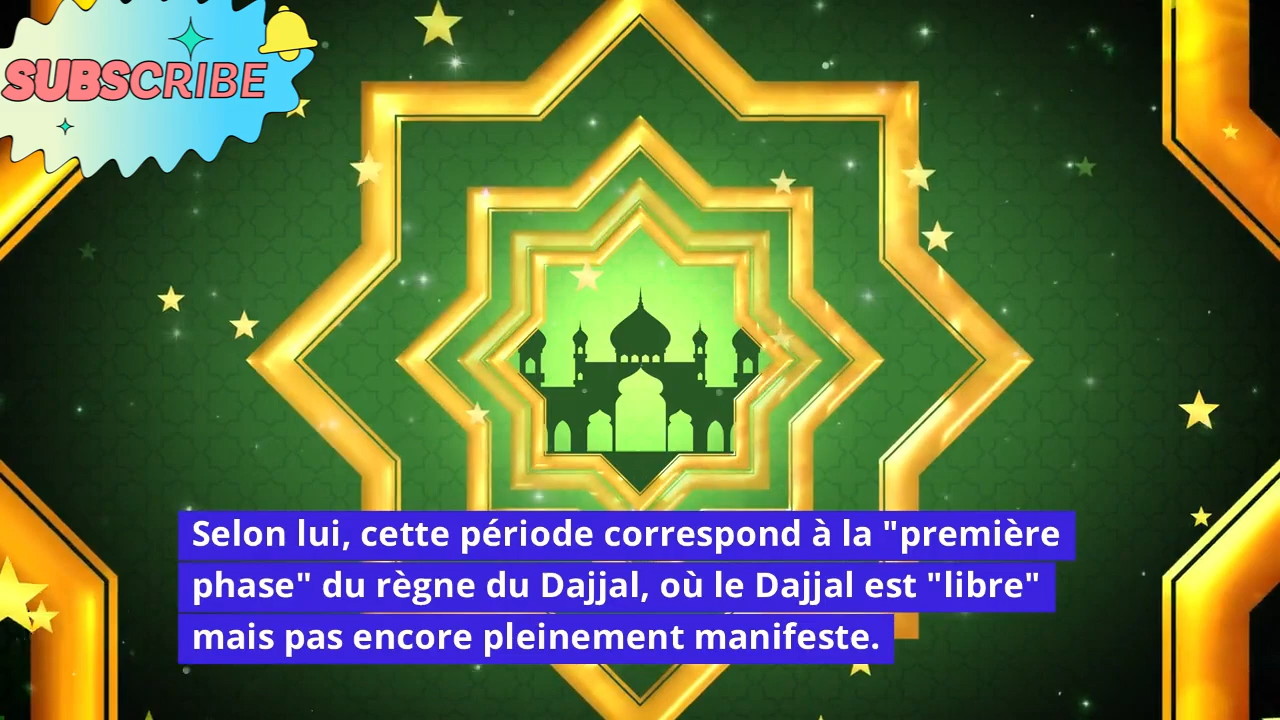 SUBSCRIBE
Selon lui, cette période correspond à la "première
phase" du règne du Dajjal, où le Dajjal est "libre"
mais pas encore pleinement manifeste.